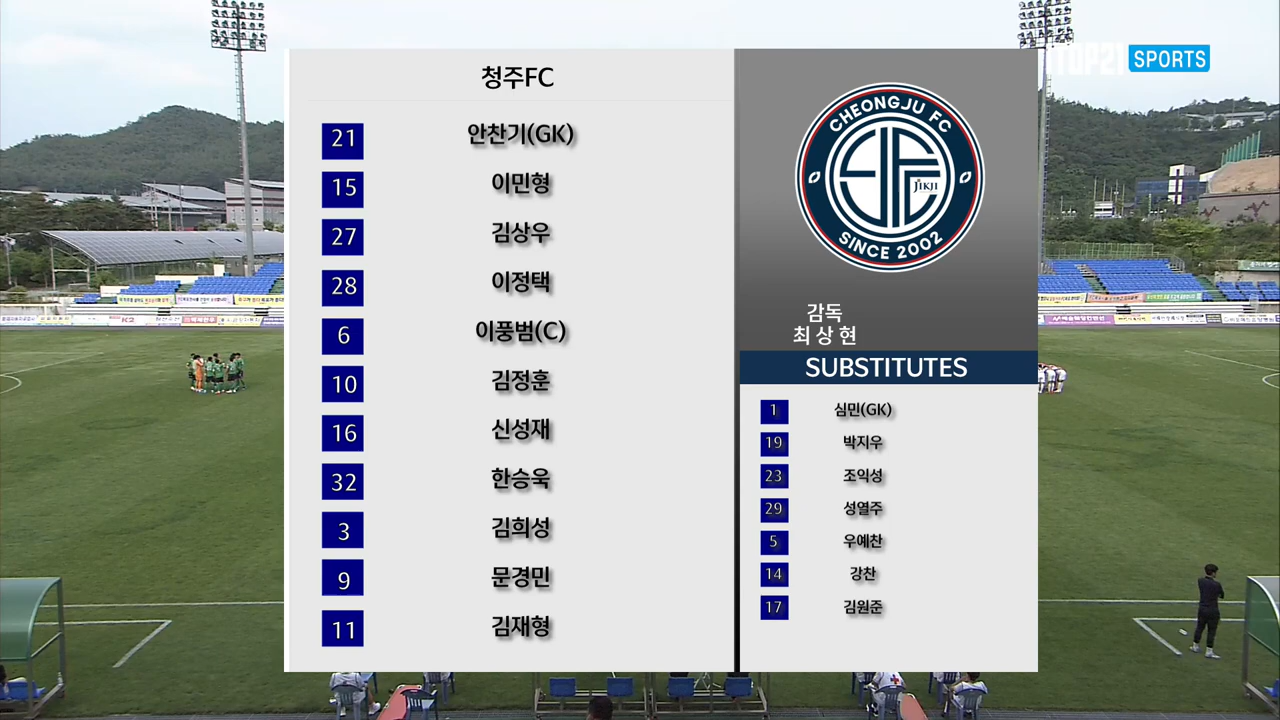 TOP21 SPORTS
청주FC
21 안찬기(GK)
15 이민형
27 김상우
28 이정택
6 이풍범(C)
10 김정훈
16 신성재
32 한승욱
3 김희성
9 문경민
11 김재형
CHEONGJU FC
JIKJI
SINCE 2002
감독
최상현
SUBSTITUTES
1 심민(GK)
19 박지우
23 조익성
29 성열주
5 우예찬
14 강찬
17 김원준